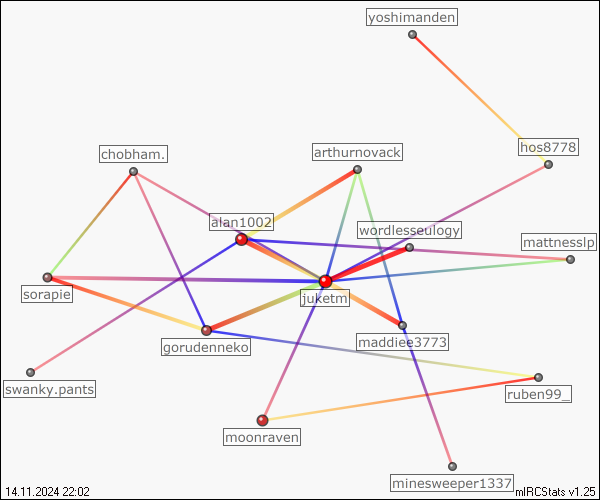 yoshimanden
hos8778
chobham.
arthurnovack
alan1002
wordlesseulogy
mattnesslp
sorapie
juketm
gorudenneko
maddiee3773
swanky.pants
ruben99_
moonraven
minesweeper1337
14.11.2024 22:02
mIRCStats v1.25